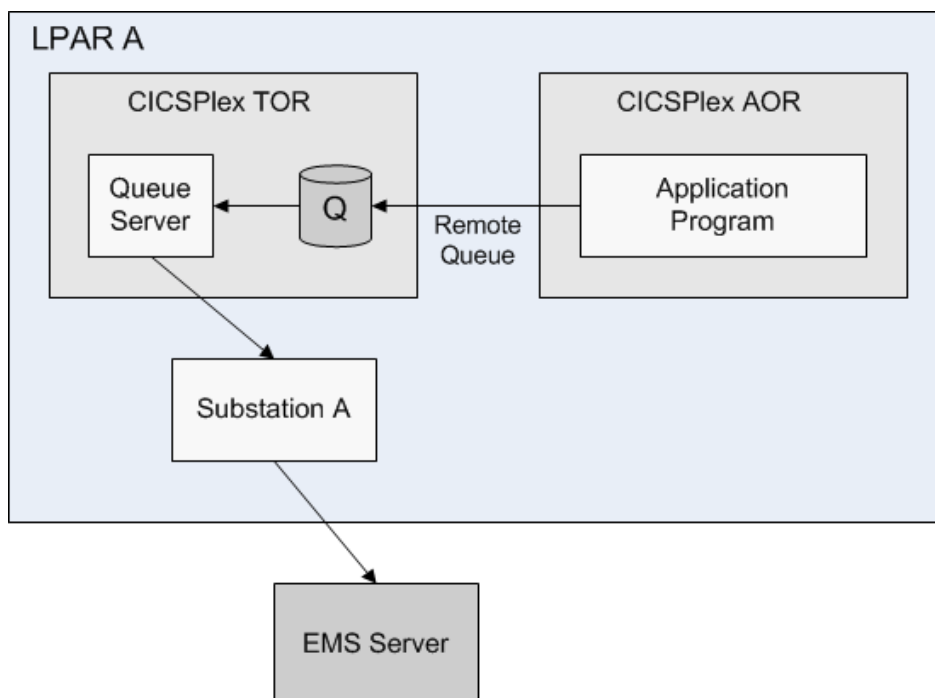 LPAR A
CICSPlex TOR
CICSPlex AOR
Queue
Server
Q
Remote
Queue
Application
Program
Substation A
EMS Server